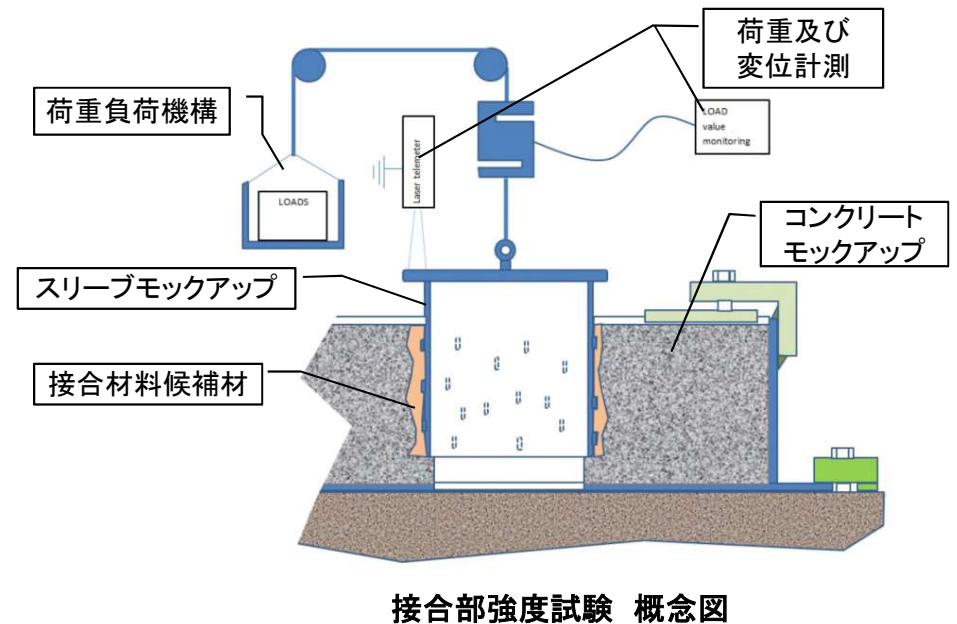 荷重及び
変位計測
荷重負荷機構
LOAD
value
monitoring
Laser telemeter
LOADS
コンクリート
モックアップ
スリーブモックアップ
接合材料候補材
接合部強度試験 概念図